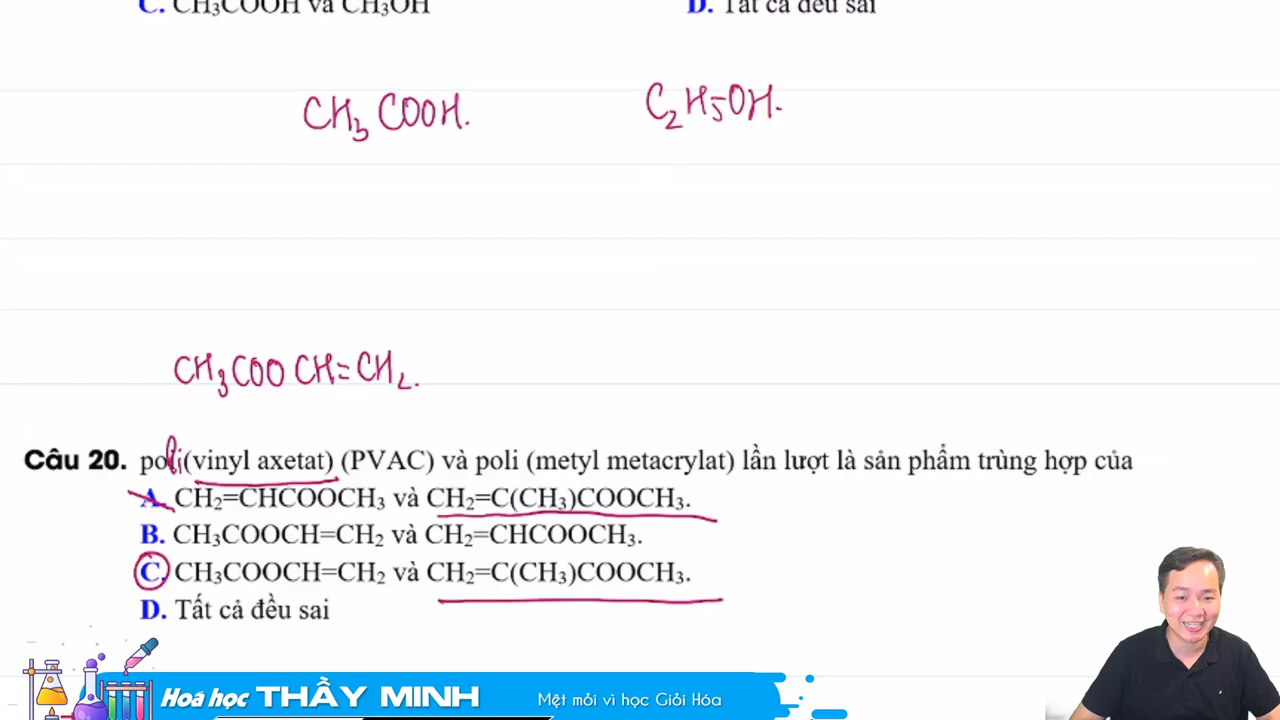 C. CH₃COOH và CH₃OH D. Tất cả đều sai
CH₃COOH. C₂H₅OH.
CH₃COOCH=CH₂.
Câu 20. poli(vinyl axetat) (PVAC) và poli (metyl metacrylat) lần lượt là sản phẩm trùng hợp của
A. CH₂=CHCOOCH₃ và CH₂=C(CH₃)COOCH₃.
B. CH₃COOCH=CH₂ và CH₂=CHCOOCH₃.
C. CH₃COOCH=CH₂ và CH₂=C(CH₃)COOCH₃.
D. Tất cả đều sai
Hoá học THẦY MINH Mệt mỏi vì học Giỏi Hóa